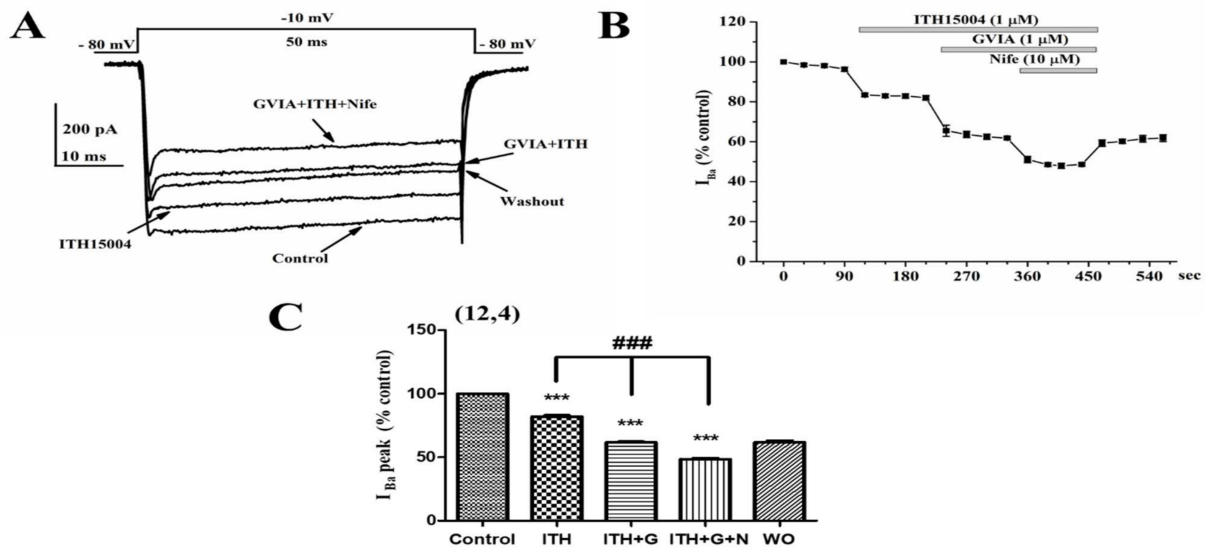 A
-10 mV
50 ms
- 80 mV
- 80 mV
GVIA+ITH+Nife
200 pA
10 ms
GVIA+ITH
Washout
ITH15004
Control
B
ITH15004 (1 µM)
GVIA (1 µM)
Nife (10 µM)
I Ba (% control)
120
100
80
60
40
20
0
0 90 180 270 360 450 540 sec
C
(12,4)
I Ba peak (% control)
150
100
50
0
###
***
***
***
Control ITH ITH+G ITH+G+N WO